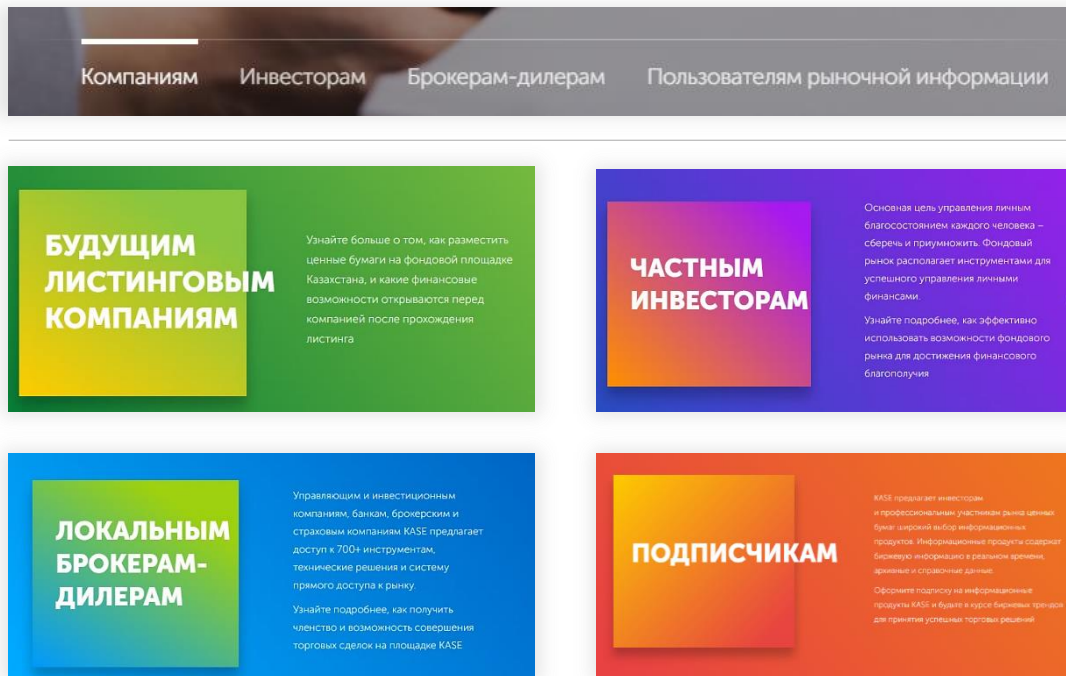 Компаниям
Инвесторам
Брокерам-дилерам
Пользователям рыночной информации
БУДУЩИМ
ЛИСТИНГОВЫМ
КОМПАНИЯМ
Узнайте больше о том, как разместить
ценные бумаги на фондовой площадке
Казахстана, и какие финансовые
возможности открываются перед
компанией после прохождения
листинга
ЧАСТНЫМ
ИНВЕСТОРАМ
Основная цель управления личным
благосостоянием каждого человека –
сберечь и приумножить. Фондовый
рынок располагает инструментами для
успешного управления личными
финансами.
Узнайте подробнее, как эффективно
использовать возможности фондового
рынка для достижения финансового
благополучия
ЛОКАЛЬНЫМ
БРОКЕРАМ-
ДИЛЕРАМ
Управляющим и инвестиционным
компаниям, банкам, брокерским и
страховым компаниям KASE предлагает
доступ к 700+ инструментам,
технические решения и систему
прямого доступа к рынку.
Узнайте подробнее, как получить
членство и возможность совершения
торговых сделок на площадке KASE
ПОДПИСЧИКАМ
KASE предлагает инвесторам
и профессиональным участникам рынка ценных
бумаг широкий выбор информационных
продуктов. Информационные продукты содержат
биржевую информацию в реальном времени,
архивные и справочные данные.
Оформите подписку на информационные
продукты KASE и будьте в курсе биржевых трендов
для принятия успешных торговых решений